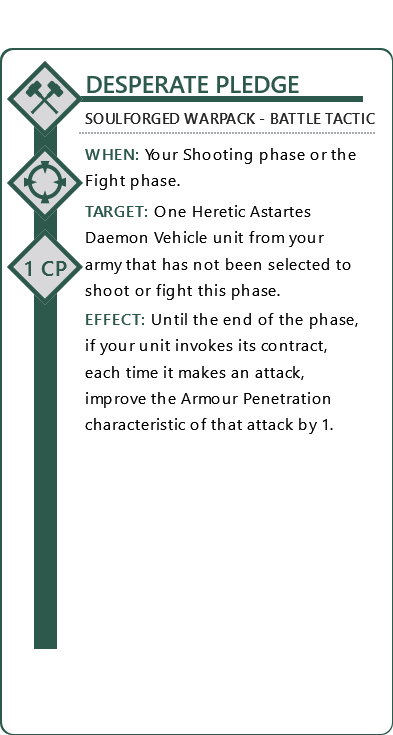 DESPERATE PLEDGE
SOULFORGED WARPACK - BATTLE TACTIC
WHEN: Your Shooting phase or the
Fight phase.
TARGET: One Heretic Astartes
Daemon Vehicle unit from your
army that has not been selected to
shoot or fight this phase.
1 CP
EFFECT: Until the end of the phase,
if your unit invokes its contract,
each time it makes an attack,
improve the Armour Penetration
characteristic of that attack by 1.